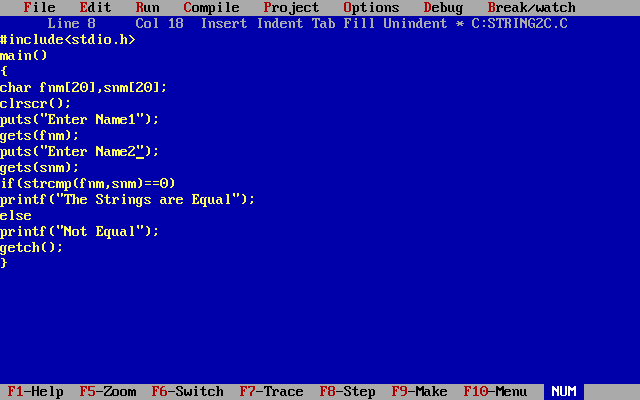 File Edit Run Compile Project Options Debug Break/watch
Line 8 Col 18 Insert Indent Tab Fill Unindent * C:STRING2C.C
#include<stdio.h>
main()
{
char fnm[20],snm[20];
clrscr();
puts("Enter Name1");
gets(fnm);
puts("Enter Name2");
gets(snm);
if(strcmp(fnm,snm)==0)
printf("The Strings are Equal");
else
printf("Not Equal");
getch();
}
F1-Help F5-Zoom F6-Switch F7-Trace F8-Step F9-Make F10-Menu NUM